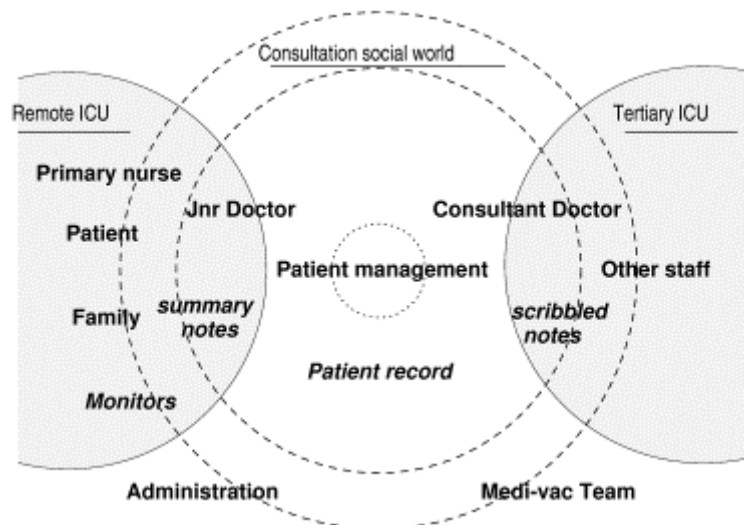 Consultation social world
Remote ICU
Tertiary ICU
Primary nurse
Jnr Doctor
Consultant Doctor
Patient
Patient management
Other staff
Family
summary
notes
scribbled
notes
Patient record
Monitors
Administration
Medi-vac Team